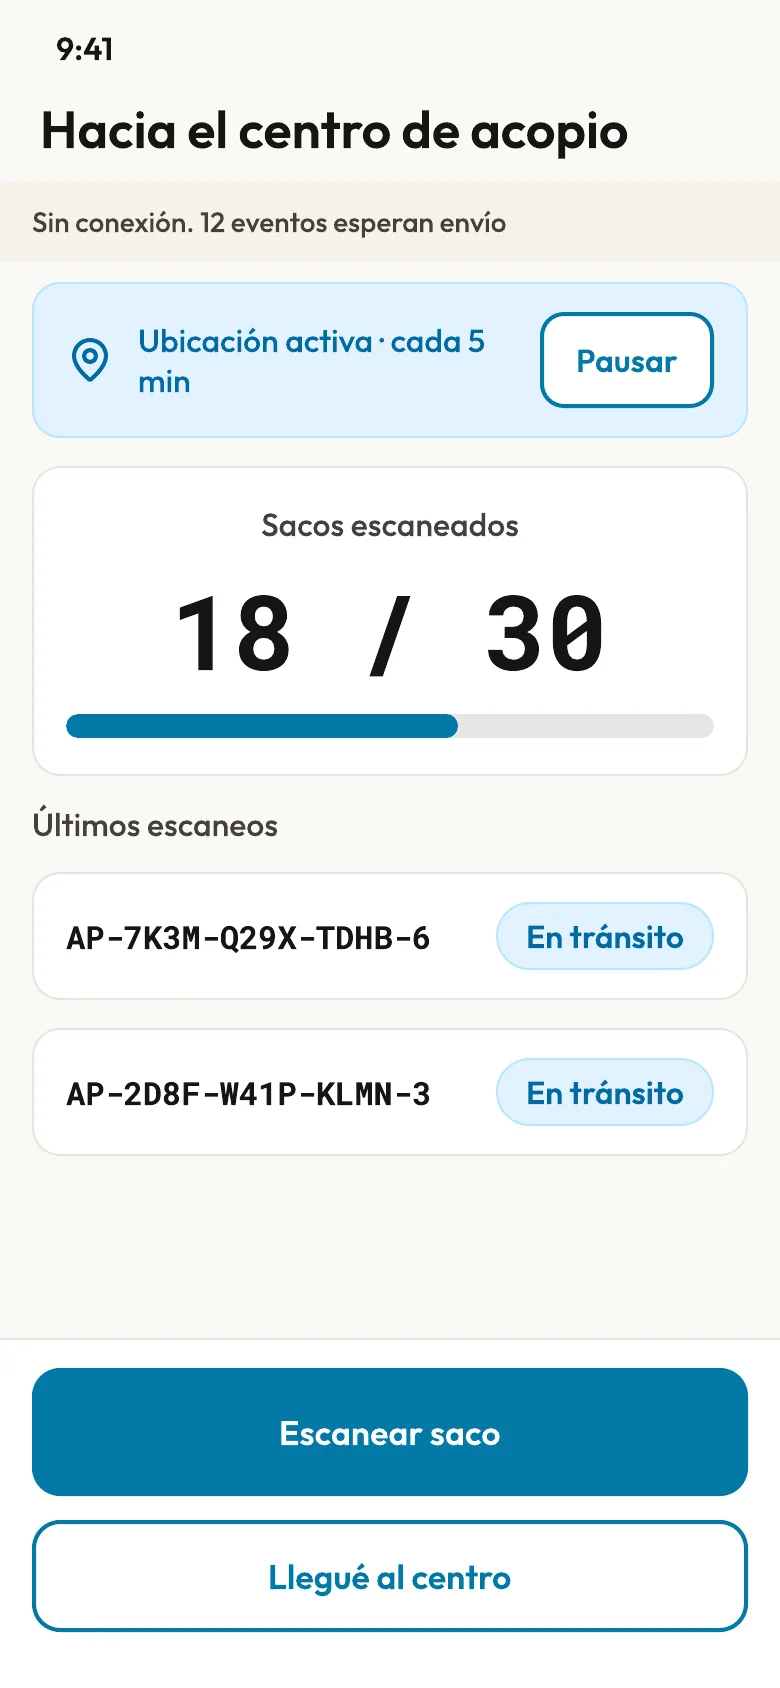 9:41
Hacia el centro de acopio
Sin conexión. 12 eventos esperan envío
Ubicación activa · cada 5
min
Pausar
Sacos escaneados
18 / 30
Últimos escaneos
AP-7K3M-Q29X-TDHB-6
En tránsito
AP-2D8F-W41P-KLMN-3
En tránsito
Escanear saco
Llegué al centro